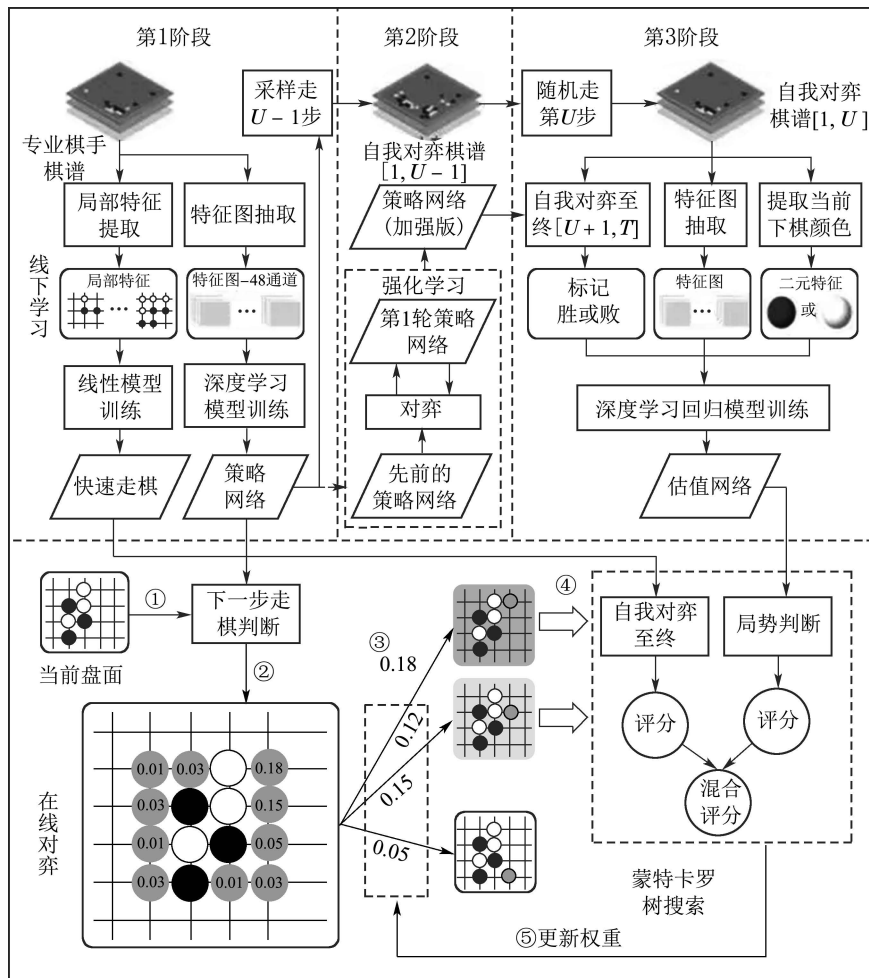 第1阶段
第2阶段
第3阶段
采样走
U－1步
随机走
第U步
自我对弈
棋谱[1, U]
专业棋手
棋谱
自我对弈棋谱
[1, U－1]
局部特征
提取
特征图抽取
策略网络
(加强版)
自我对弈至
终[U＋1, T]
特征图
抽取
提取当前
下棋颜色
线下学习
局部特征
···
特征图–48通道
···
强化学习
第1轮策略
网络
标记
胜或败
特征图
···
二元特征
或
线性模型
训练
深度学习
模型训练
对弈
深度学习回归模型训练
快速走棋
策略
网络
先前的
策略网络
估值网络
①
下一步走
棋判断
当前盘面
②
③
0.18
④
自我对弈
至终
局势判断
0.12
0.15
0.05
评分
评分
混合
评分
在线对弈
0.01
0.03
0.18
0.03
0.15
0.01
0.05
0.03
0.01
0.03
蒙特卡罗
树搜索
⑤更新权重